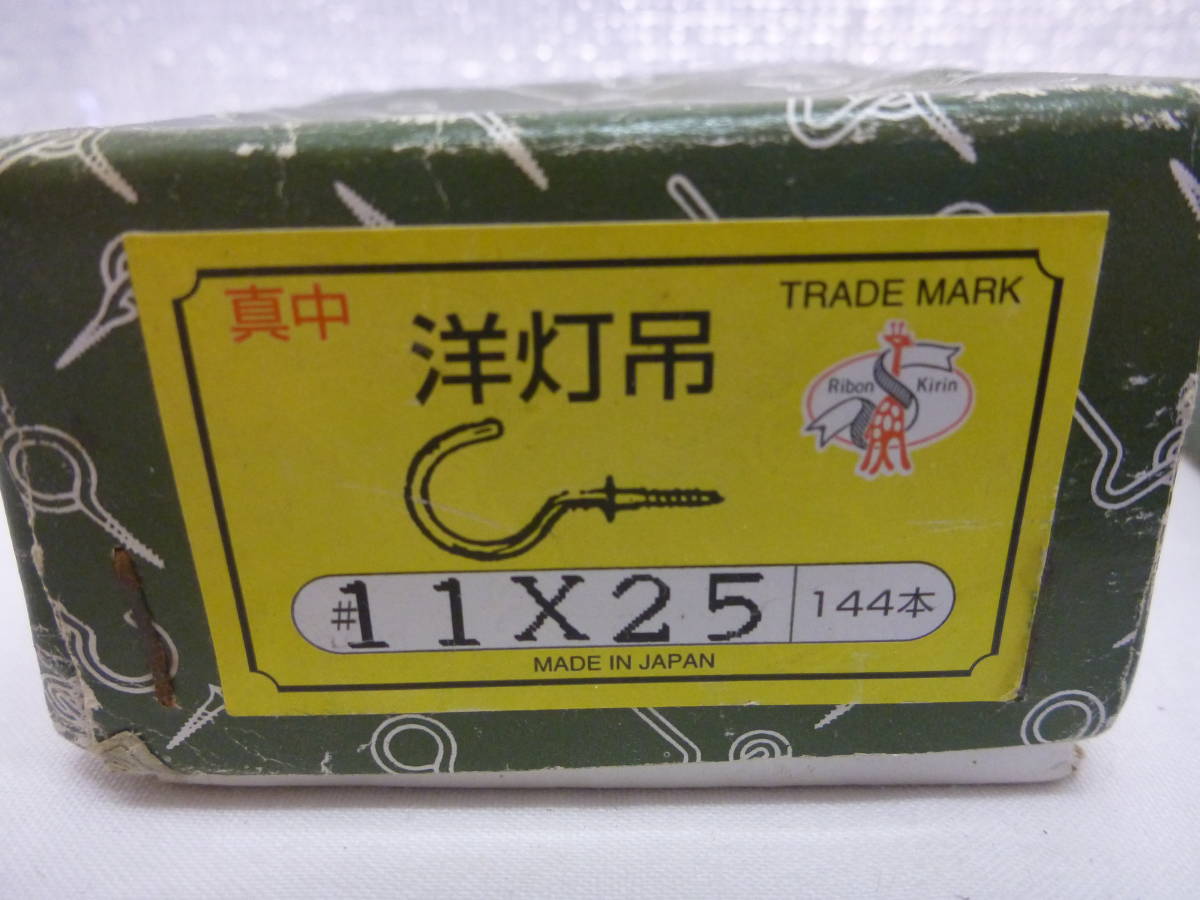 真中
洋灯吊
TRADE MARK
Ribon Kirin
#11X25 144本
MADE IN JAPAN